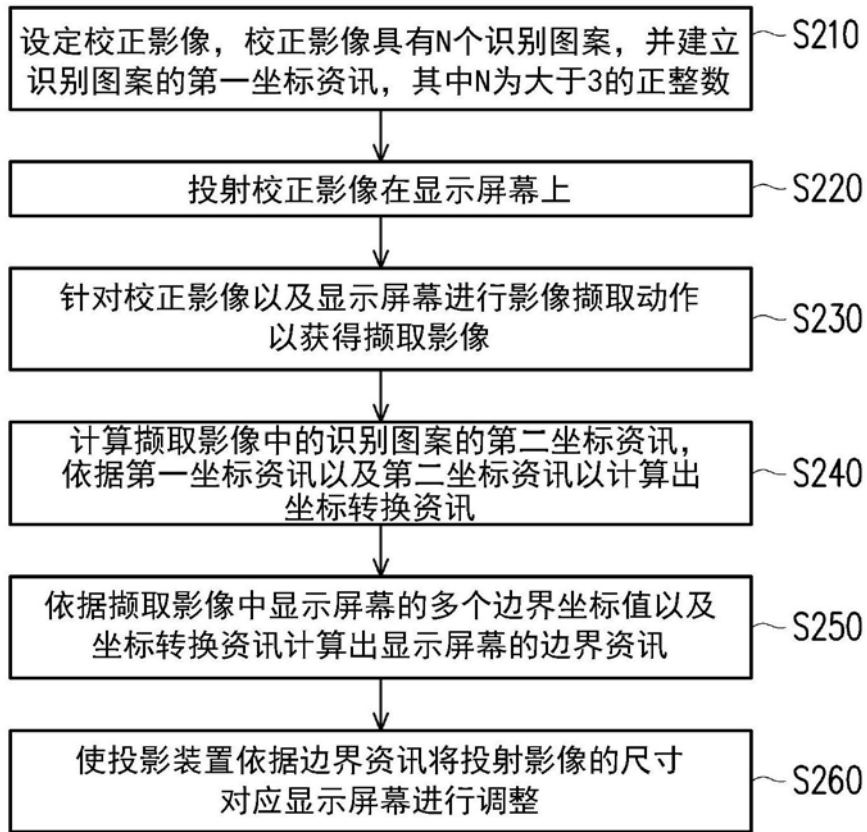 设定校正影像，校正影像具有N个识别图案，并建立
识别图案的第一坐标资讯，其中N为大于3的正整数
S210
投射校正影像在显示屏幕上
S220
针对校正影像以及显示屏幕进行影像撷取动作
以获得撷取影像
S230
计算撷取影像中的识别图案的第二坐标资讯，
依据第一坐标资讯以及第二坐标资讯以计算出
坐标转换资讯
S240
依据撷取影像中显示屏幕的多个边界坐标值以及
坐标转换资讯计算出显示屏幕的边界资讯
S250
使投影装置依据边界资讯将投射影像的尺寸
对应显示屏幕进行调整
S260